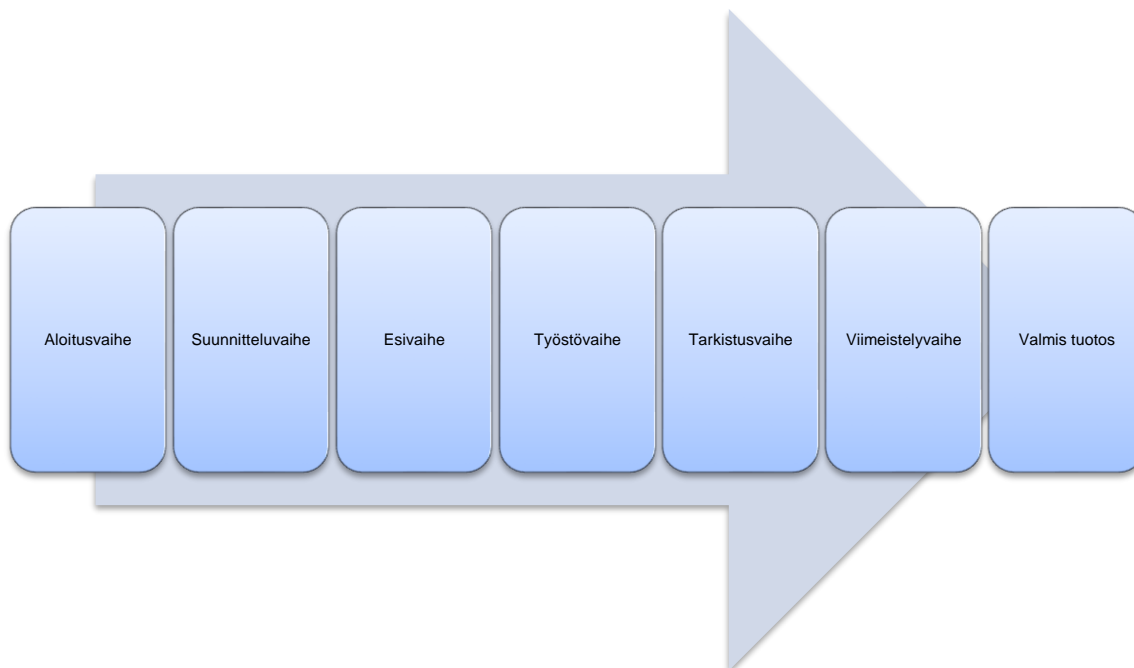 Aloitusvaihe
Suunnitteluvaihe
Esivaihe
Työstövaihe
Tarkistusvaihe
Viimeistelyvaihe
Valmis tuotos